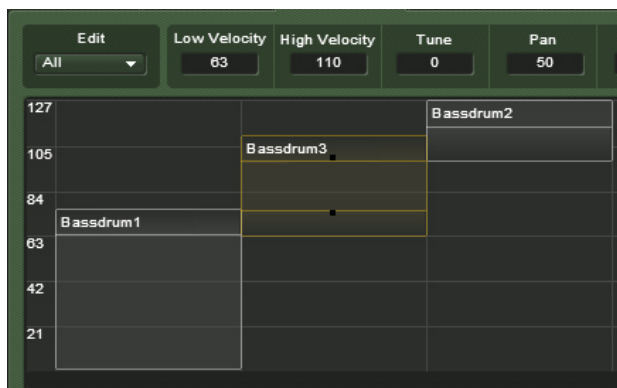 Edit Low Velocity High Velocity Tune Pan
All 63 110 0 50
127 Bassdrum2
105 Bassdrum3
84
Bassdrum1
63
42
21